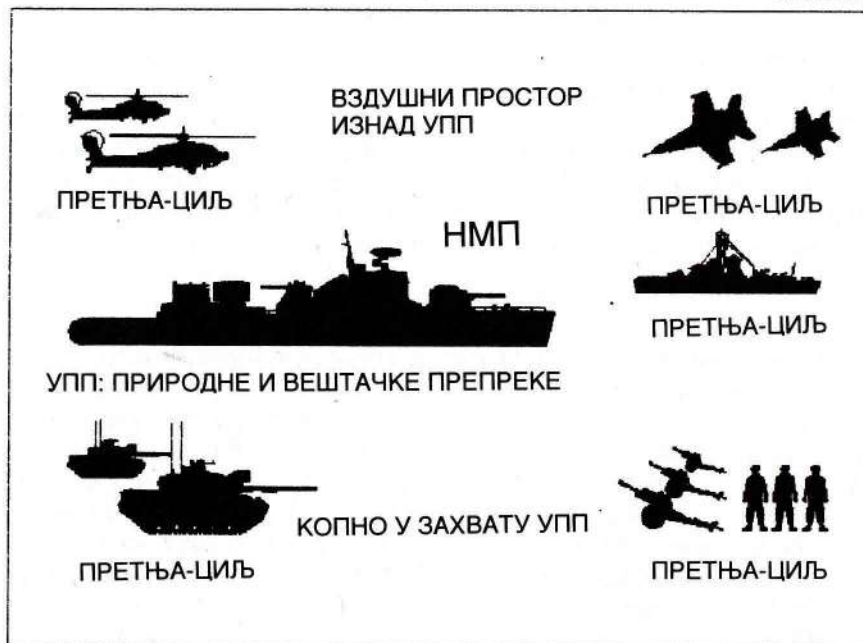 ВЗДУШНИ ПРОСТОР
ИЗНАД УПП
ПРЕТЊА-ЦИЉ
ПРЕТЊА-ЦИЉ
НМП
ПРЕТЊА-ЦИЉ
УПП: ПРИРОДНЕ И ВЕШТАЧКЕ ПРЕПРЕКЕ
КОПНО У ЗАХВАТУ УПП
ПРЕТЊА-ЦИЉ
ПРЕТЊА-ЦИЉ